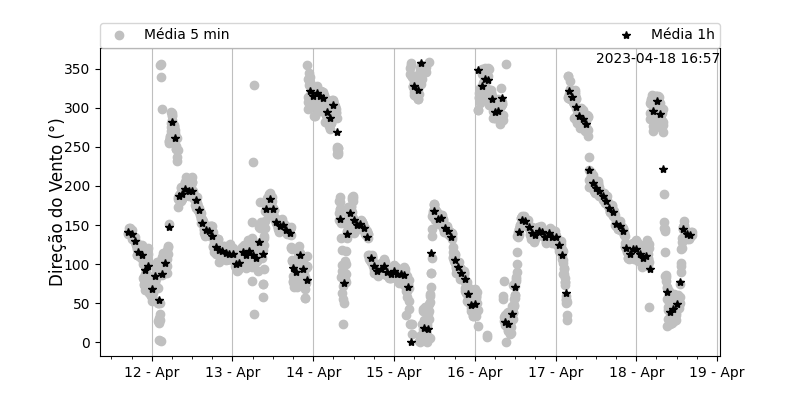 Média 5 min
Média 1h
2023-04-18 16:57
Direção do Vento (°)
350
300
250
200
150
100
50
0
12 - Apr
13 - Apr
14 - Apr
15 - Apr
16 - Apr
17 - Apr
18 - Apr
19 - Apr